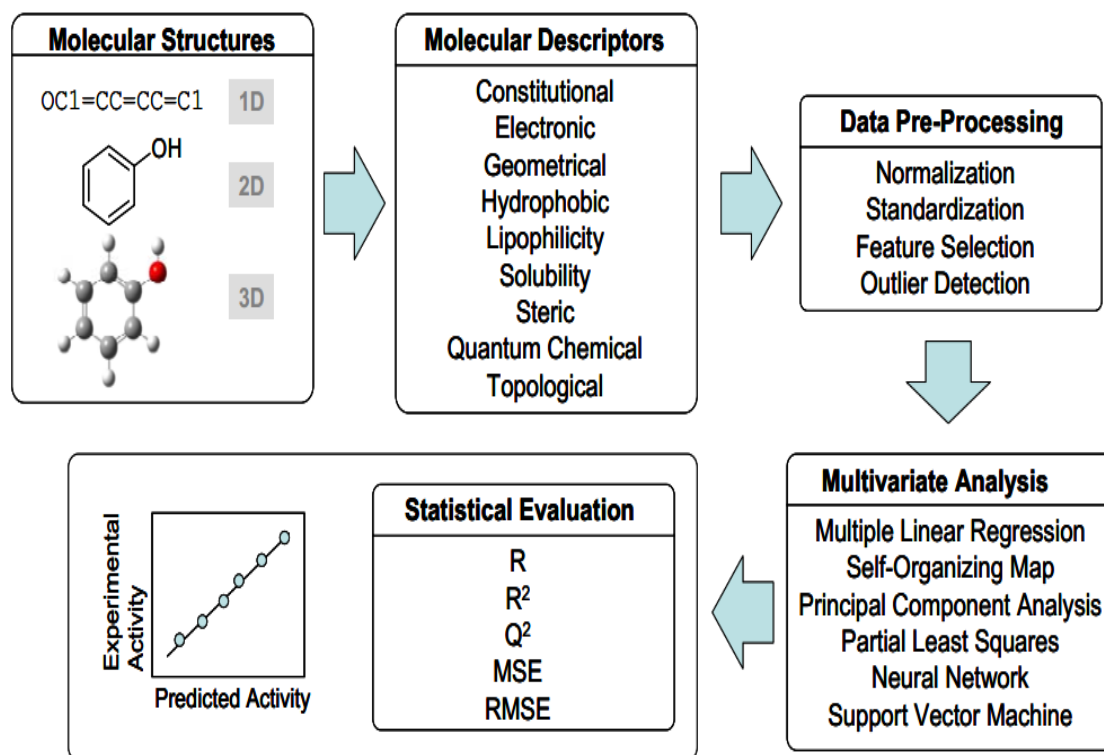 Molecular Structures
OC1=CC=CC=C1
1D
OH
2D
3D
Molecular Descriptors
Constitutional
Electronic
Geometrical
Hydrophobic
Lipophilicity
Solubility
Steric
Quantum Chemical
Topological
Data Pre-Processing
Normalization
Standardization
Feature Selection
Outlier Detection
Multivariate Analysis
Multiple Linear Regression
Self-Organizing Map
Principal Component Analysis
Partial Least Squares
Neural Network
Support Vector Machine
Statistical Evaluation
R
R²
Q²
MSE
RMSE
Experimental
Activity
Predicted Activity